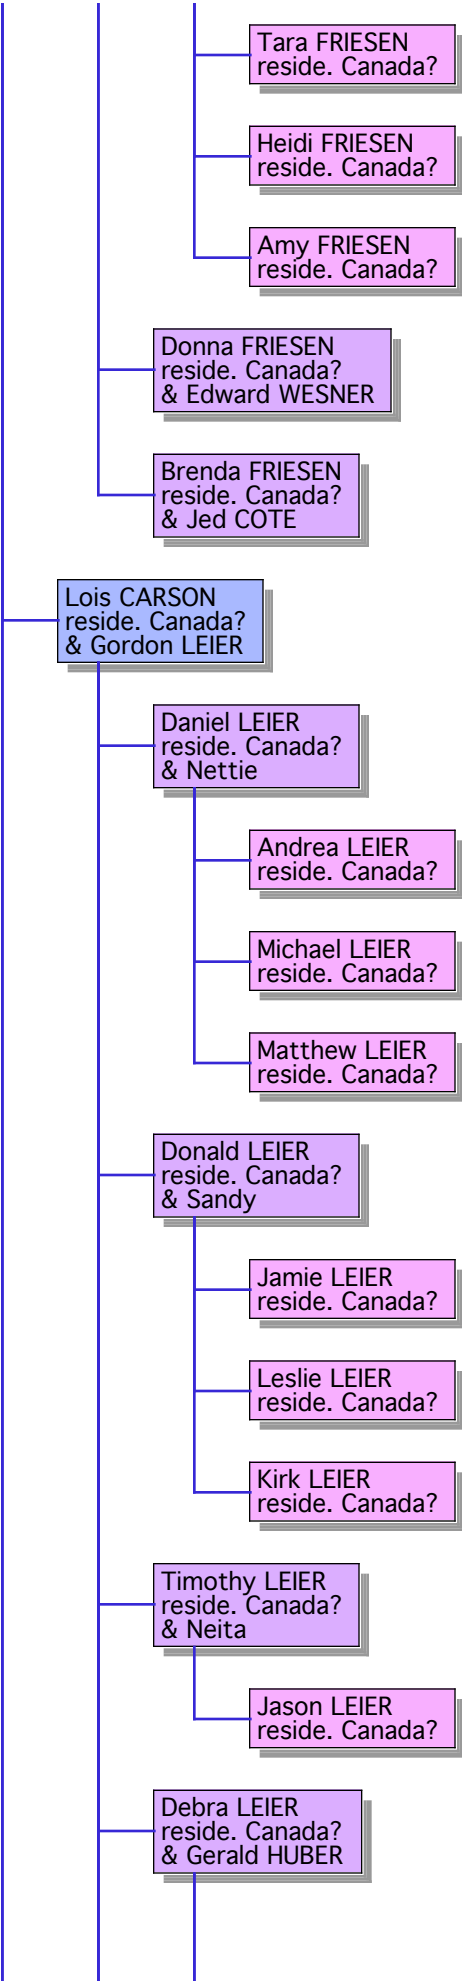 Tara FRIESEN
reside. Canada?
Heidi FRIESEN
reside. Canada?
Amy FRIESEN
reside. Canada?
Donna FRIESEN
reside. Canada?
& Edward WESNER
Brenda FRIESEN
reside. Canada?
& Jed COTE
Lois CARSON
reside. Canada?
& Gordon LEIER
Daniel LEIER
reside. Canada?
& Nettie
Andrea LEIER
reside. Canada?
Michael LEIER
reside. Canada?
Matthew LEIER
reside. Canada?
Donald LEIER
reside. Canada?
& Sandy
Jamie LEIER
reside. Canada?
Leslie LEIER
reside. Canada?
Kirk LEIER
reside. Canada?
Timothy LEIER
reside. Canada?
& Neita
Jason LEIER
reside. Canada?
Debra LEIER
reside. Canada?
& Gerald HUBER